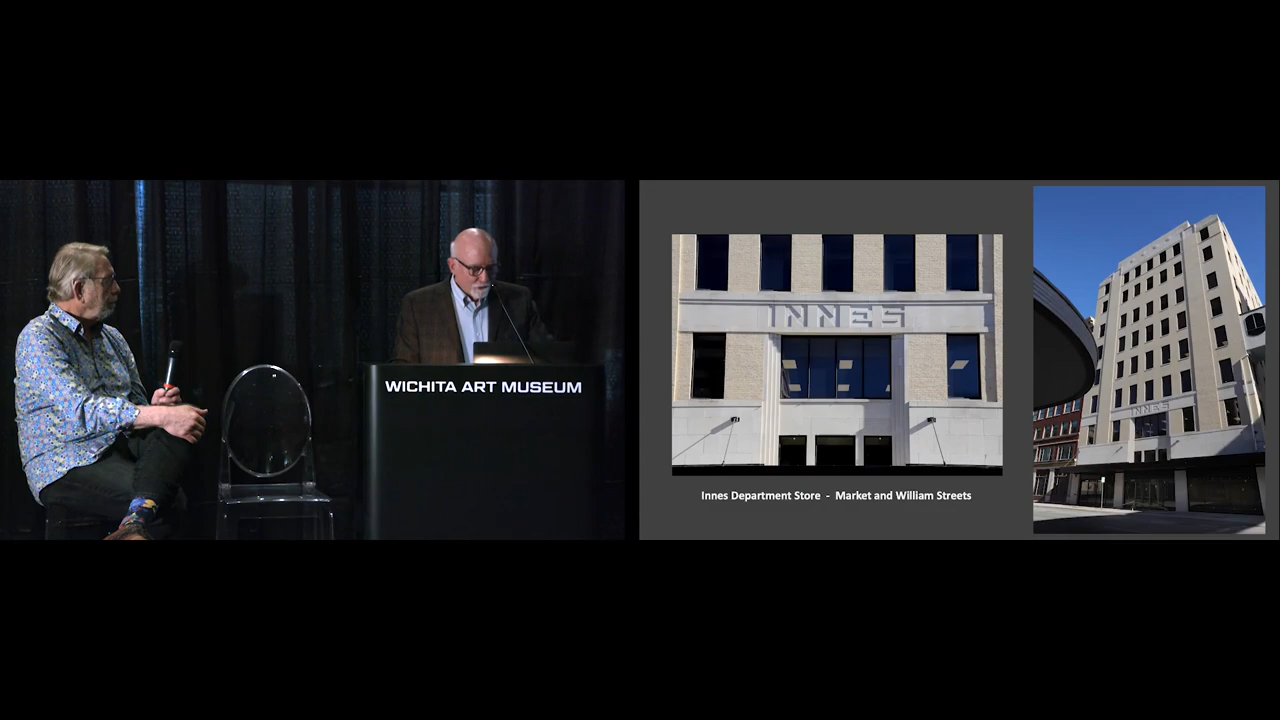 WICHITA ART MUSEUM
INNES
Innes Department Store - Market and William Streets
INNES